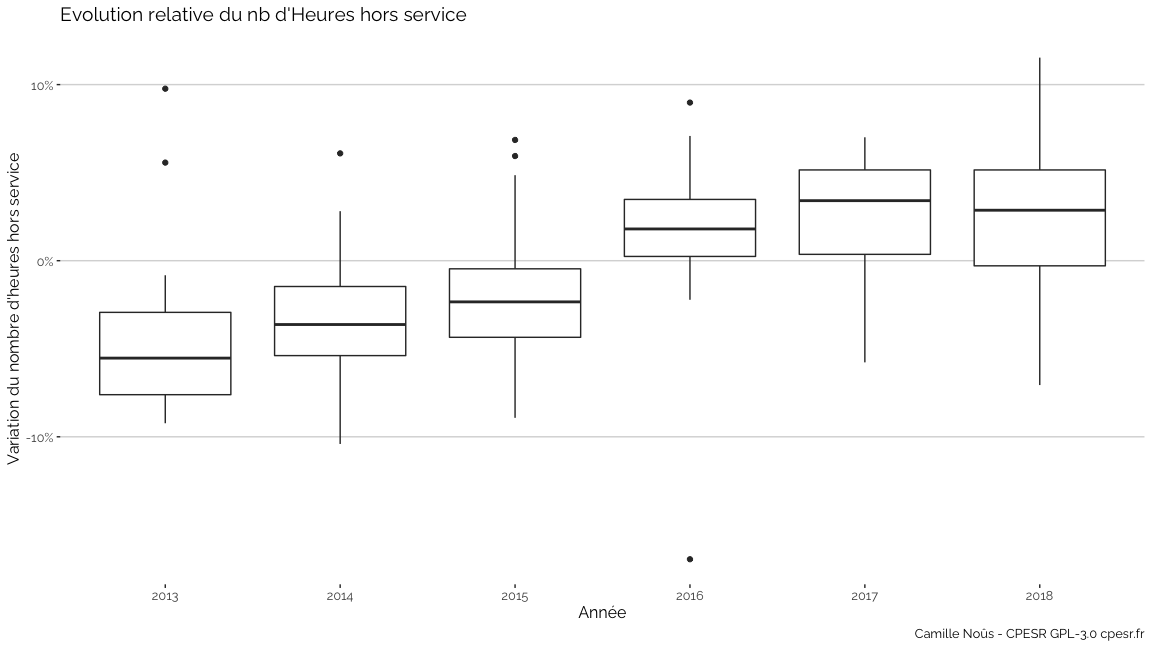 Evolution relative du nb d'Heures hors service
Variation du nombre d'heures hors service
10%
0%
-10%
2013 2014 2015 2016 2017 2018
Année
Camille Noûs - CPESR GPL-3.0 cpesr.fr